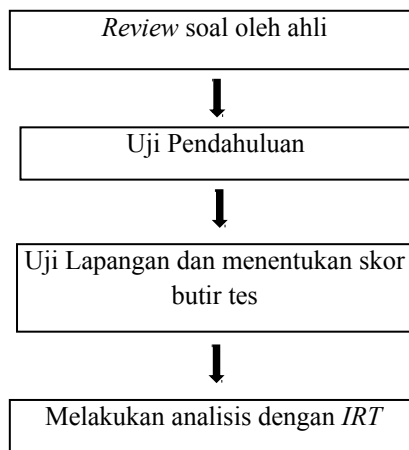 Review soal oleh ahli
Uji Pendahuluan
Uji Lapangan dan menentukan skor
butir tes
Melakukan analisis dengan IRT